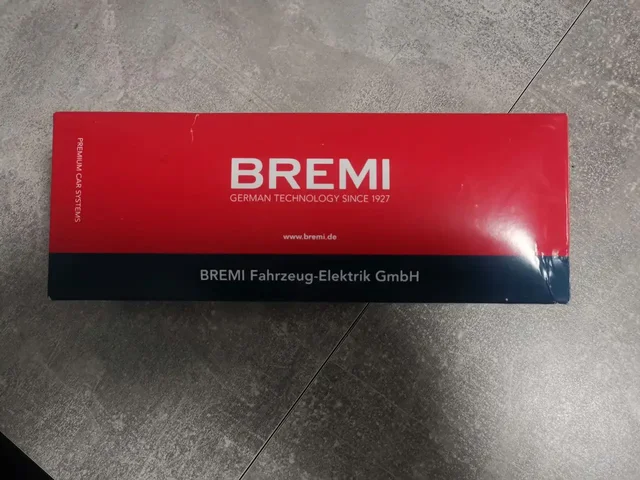 PREMIUM CAR SYSTEMS
BREMI
GERMAN TECHNOLOGY SINCE 1927
www.bremi.de
BREMI Fahrzeug-Elektrik GmbH